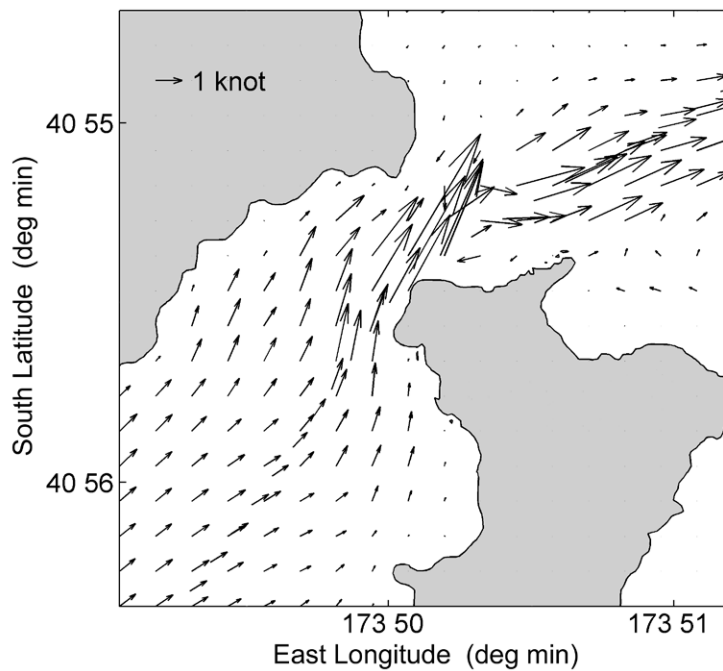 1 knot
40 55
South Latitude (deg min)
40 56
173 50
173 51
East Longitude (deg min)